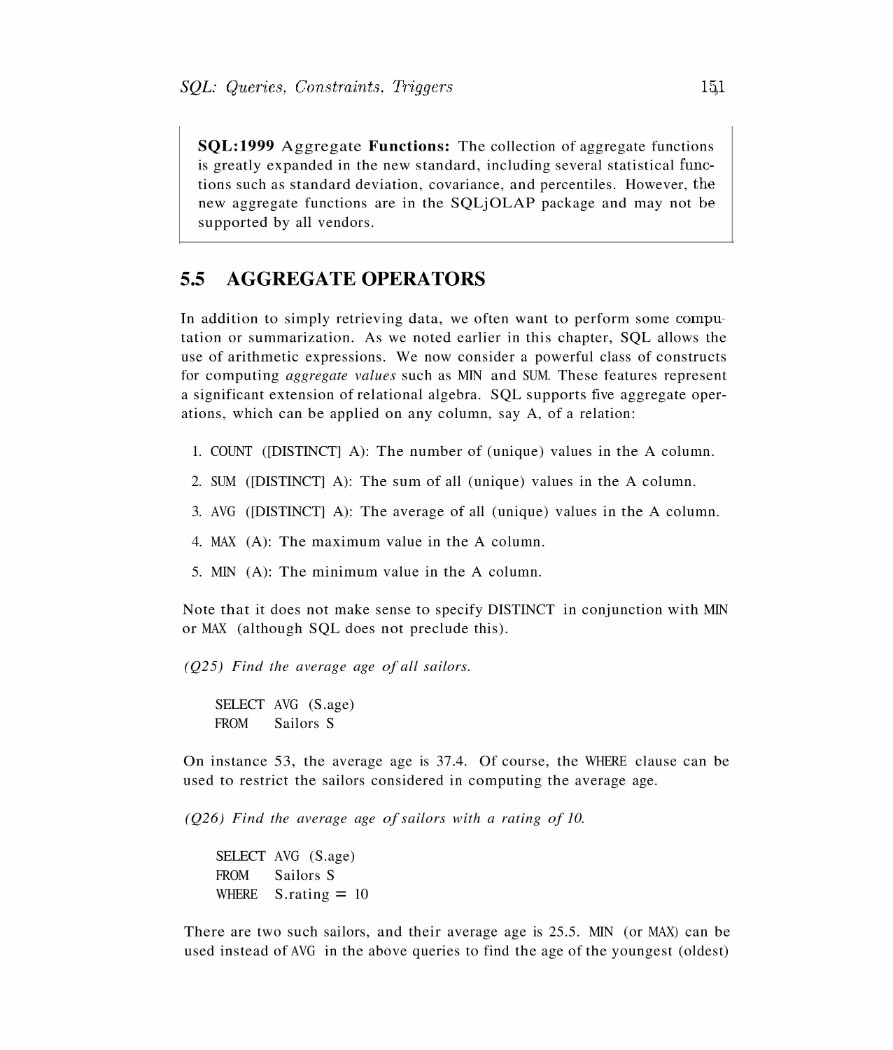 SQL: Queries, Constraints, Triggers 151
SQL:1999 Aggregate Functions: The collection of aggregate functions
is greatly expanded in the new standard, including several statistical func-
tions such as standard deviation, covariance, and percentiles. However, the
new aggregate functions are in the SQLjOLAP package and may not be
supported by all vendors.
5.5 AGGREGATE OPERATORS
In addition to simply retrieving data, we often want to perform some compu-
tation or summarization. As we noted earlier in this chapter, SQL allows the
use of arithmetic expressions. We now consider a powerful class of constructs
for computing aggregate values such as MIN and SUM. These features represent
a significant extension of relational algebra. SQL supports five aggregate oper-
ations, which can be applied on any column, say A, of a relation:
1. COUNT ([DISTINCT] A): The number of (unique) values in the A column.
2. SUM ([DISTINCT] A): The sum of all (unique) values in the A column.
3. AVG ([DISTINCT] A): The average of all (unique) values in the A column.
4. MAX (A): The maximum value in the A column.
5. MIN (A): The minimum value in the A column.
Note that it does not make sense to specify DISTINCT in conjunction with MIN
or MAX (although SQL does not preclude this).
(Q25) Find the average age of all sailors.
SELECT AVG (S.age)
FROM Sailors S
On instance 53, the average age is 37.4. Of course, the WHERE clause can be
used to restrict the sailors considered in computing the average age.
(Q26) Find the average age of sailors with a rating of 10.
SELECT AVG (S.age)
FROM Sailors S
WHERE S.rating = 10
There are two such sailors, and their average age is 25.5. MIN (or MAX) can be
used instead of AVG in the above queries to find the age of the youngest (oldest)